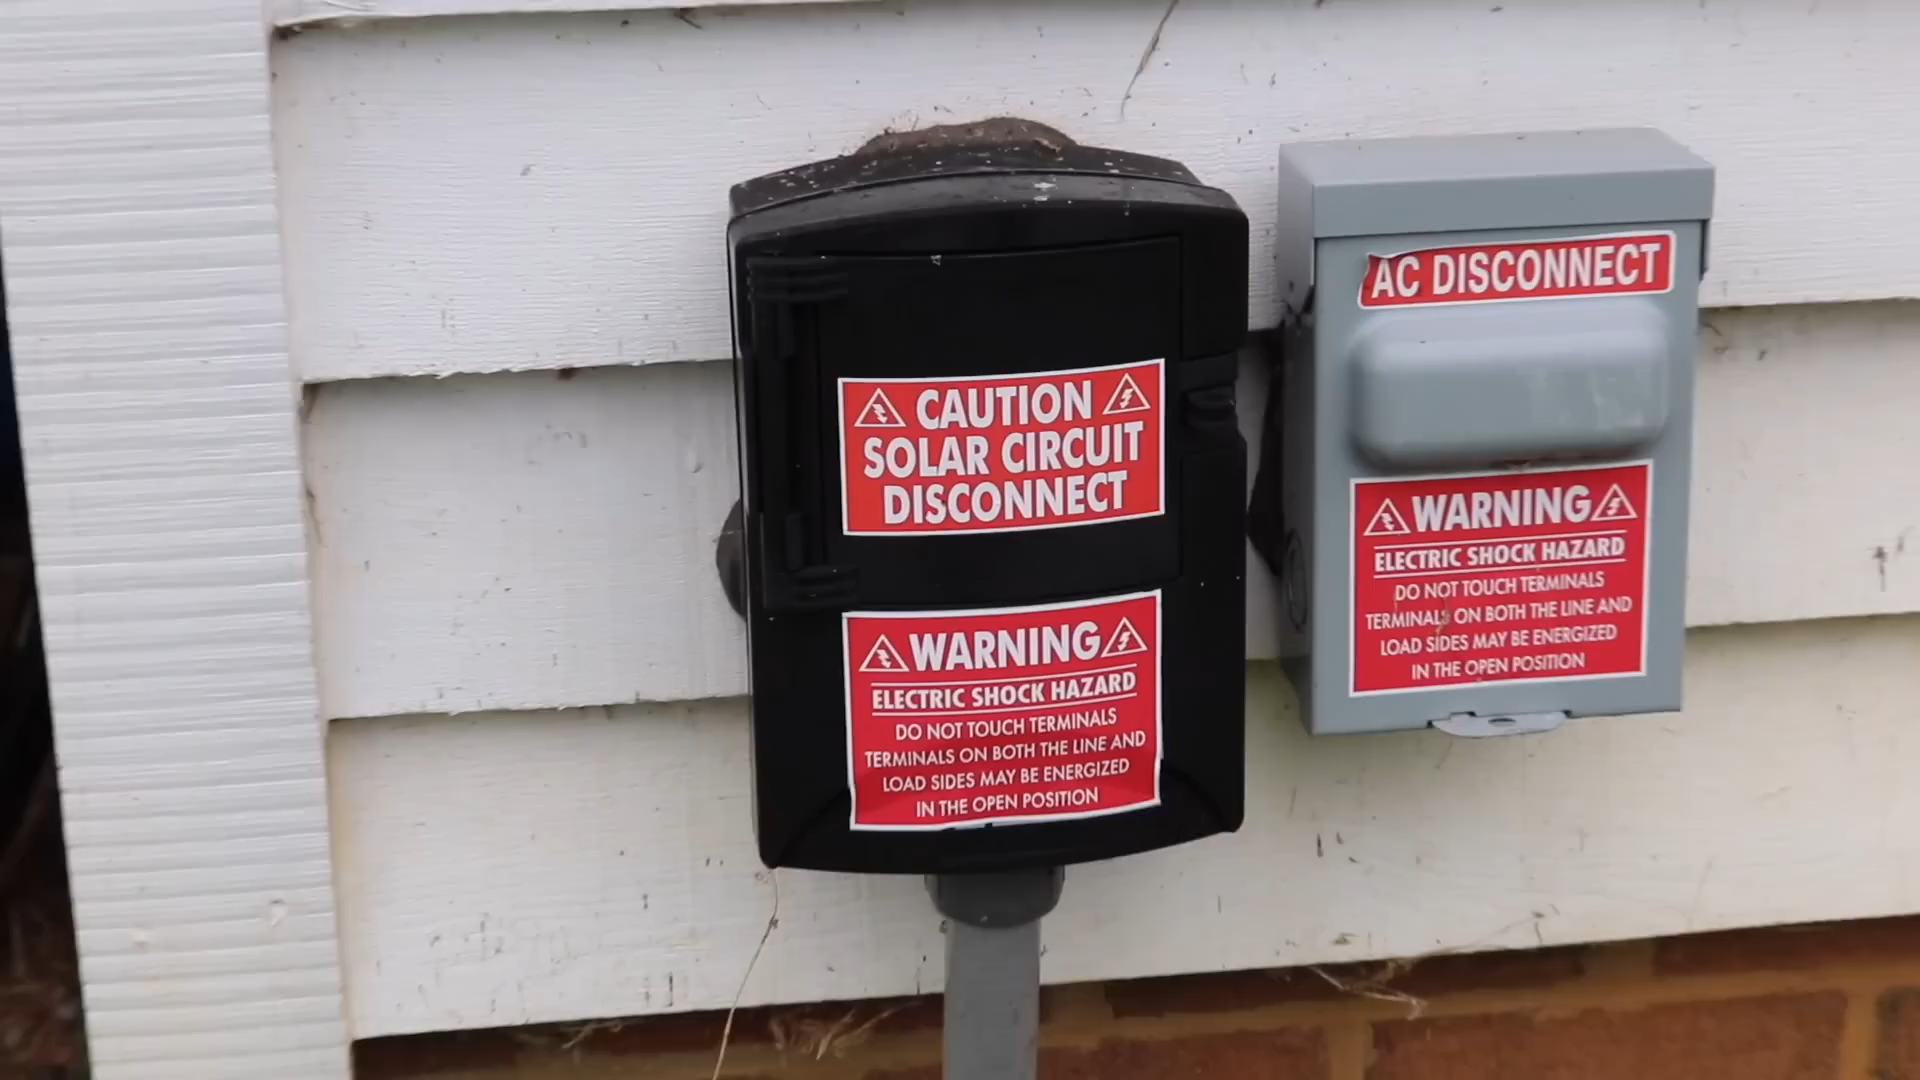 CAUTION
SOLAR CIRCUIT
DISCONNECT
WARNING
ELECTRIC SHOCK HAZARD
DO NOT TOUCH TERMINALS
TERMINALS ON BOTH THE LINE AND
LOAD SIDES MAY BE ENERGIZED
IN THE OPEN POSITION
AC DISCONNECT
WARNING
ELECTRIC SHOCK HAZARD
DO NOT TOUCH TERMINALS
TERMINALS ON BOTH THE LINE AND
LOAD SIDES MAY BE ENERGIZED
IN THE OPEN POSITION